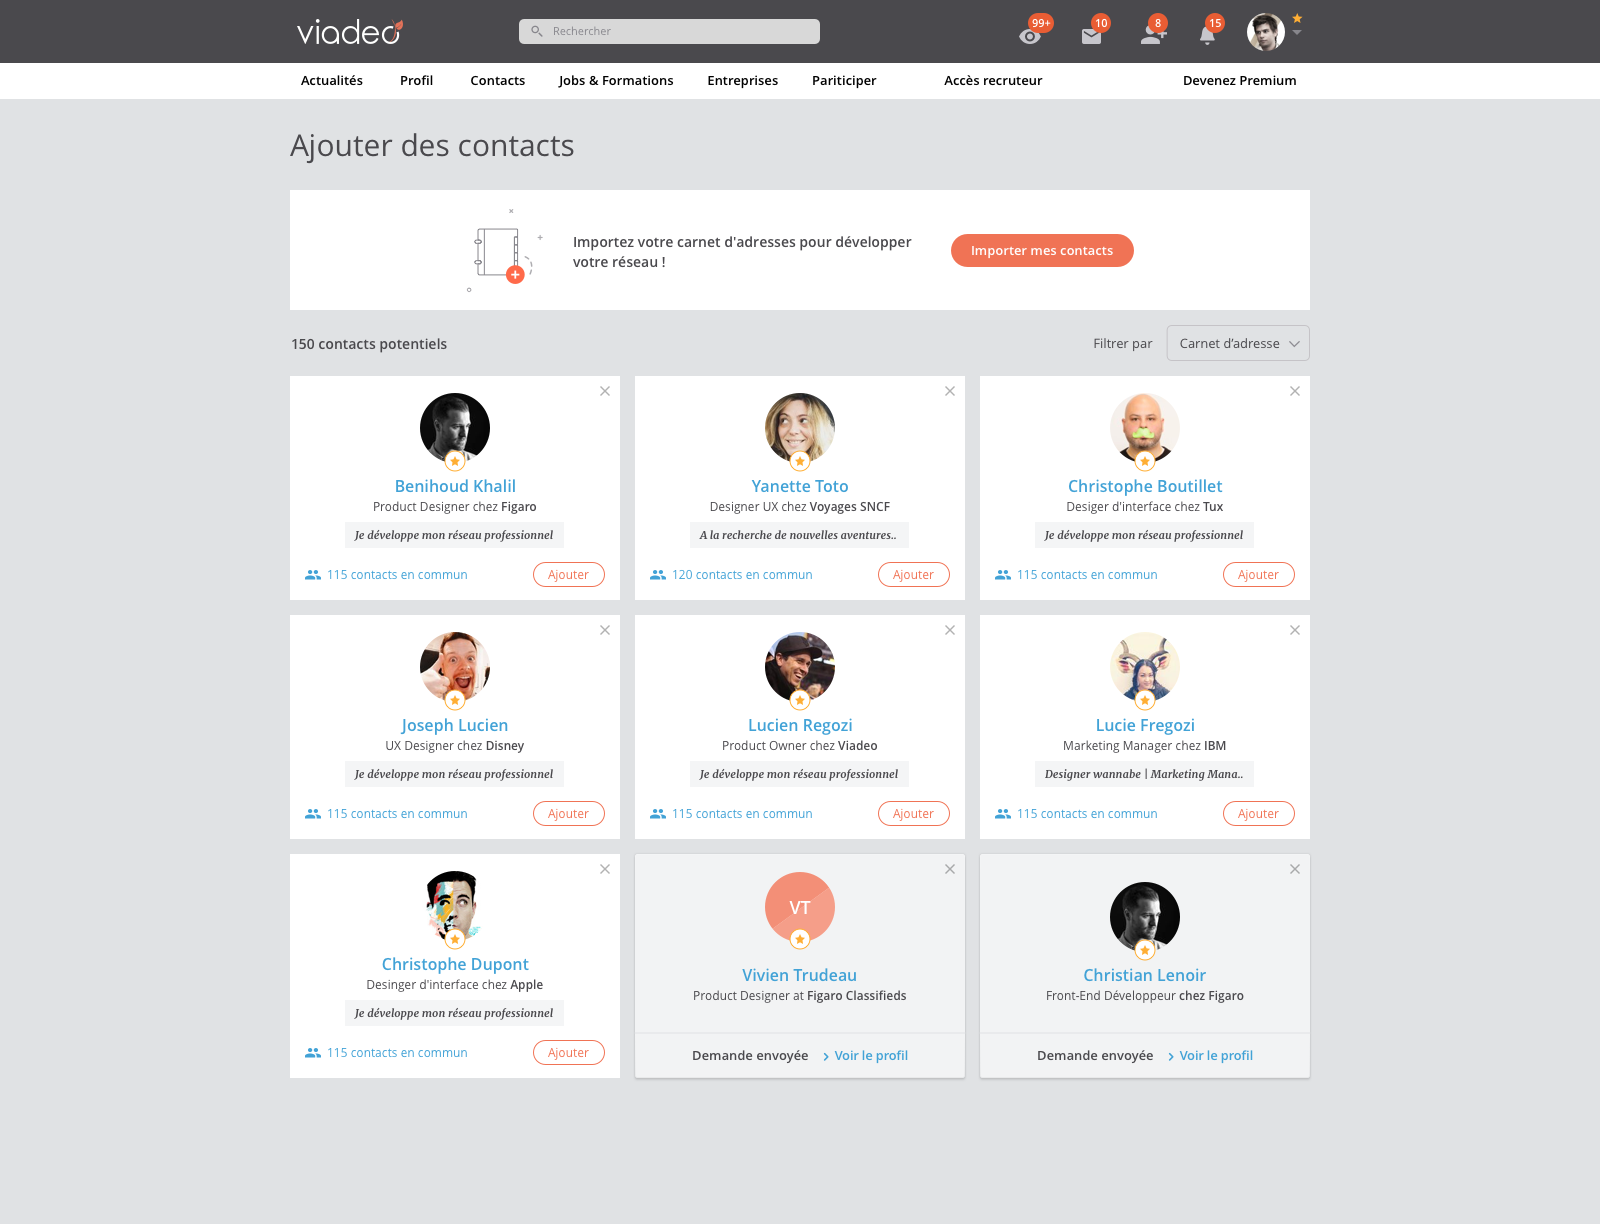 viadeo
Rechercher
99+
10
8
15
Actualités
Profil
Contacts
Jobs & Formations
Entreprises
Pariticiper
Accès recruteur
Devenez Premium
Ajouter des contacts
Importez votre carnet d'adresses pour développer
votre réseau !
Importer mes contacts
150 contacts potentiels
Filtrer par
Carnet d'adresse
Benihoud Khalil
Product Designer chez Figaro
Je développe mon réseau professionnel
115 contacts en commun
Ajouter
Yanette Toto
Designer UX chez Voyages SNCF
A la recherche de nouvelles aventures..
120 contacts en commun
Ajouter
Christophe Boutillet
Desiger d'interface chez Tux
Je développe mon réseau professionnel
115 contacts en commun
Ajouter
Joseph Lucien
UX Designer chez Disney
Je développe mon réseau professionnel
115 contacts en commun
Ajouter
Lucien Regozi
Product Owner chez Viadeo
Je développe mon réseau professionnel
115 contacts en commun
Ajouter
Lucie Fregozi
Marketing Manager chez IBM
Designer wannabe | Marketing Mana..
115 contacts en commun
Ajouter
Christophe Dupont
Desinger d'interface chez Apple
Je développe mon réseau professionnel
115 contacts en commun
Ajouter
VT
Vivien Trudeau
Product Designer at Figaro Classifieds
Demande envoyée
Voir le profil
Christian Lenoir
Front-End Développeur chez Figaro
Demande envoyée
Voir le profil